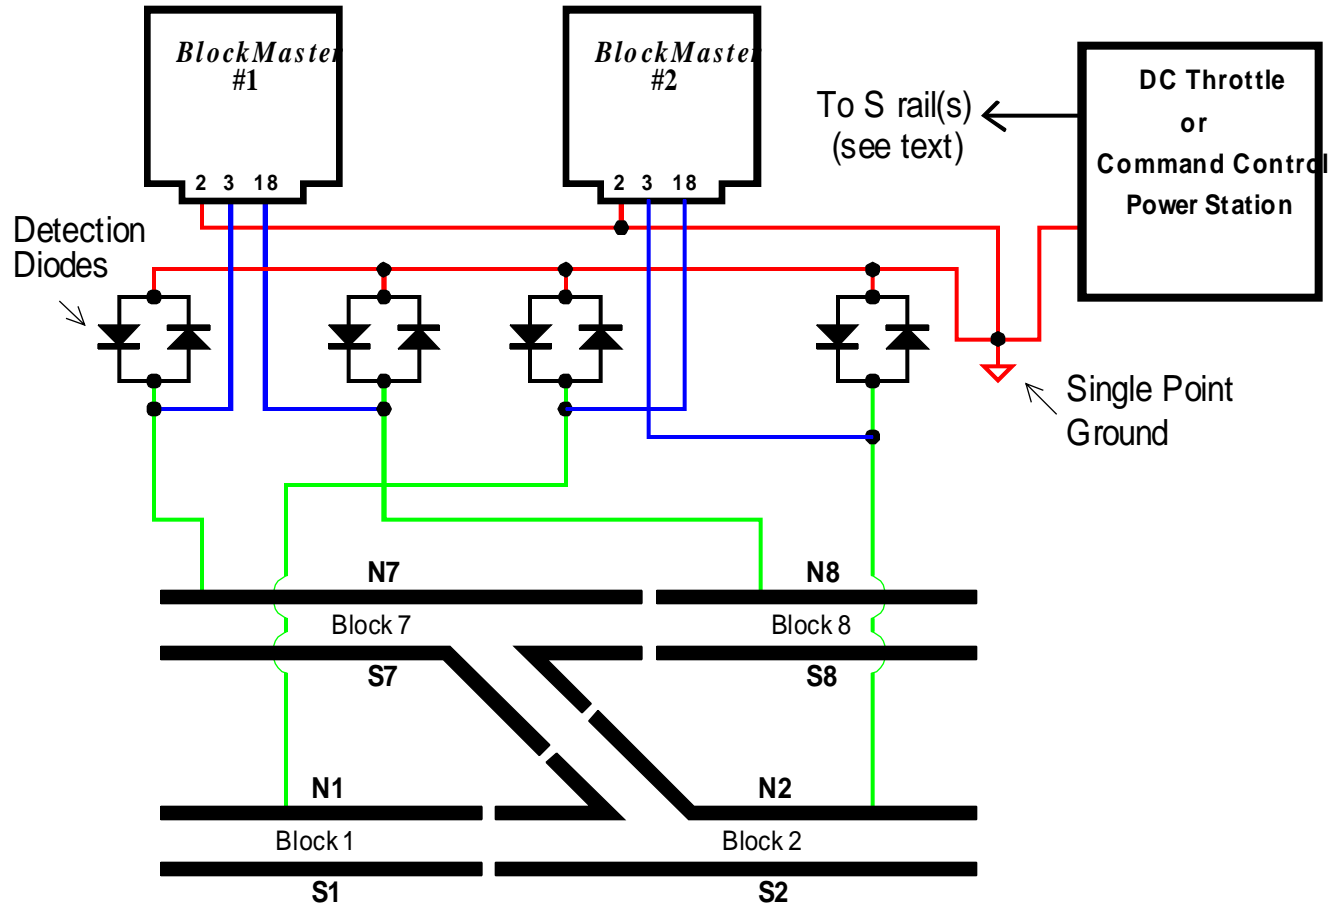 BlockMaster
#1
2 3 18
BlockMaster
#2
2 3 18
To S rail(s)
(see text)
DC Throttle
or
Command Control
Power Station
Detection
Diodes
Single Point
Ground
N7
N8
Block 7
Block 8
S7
S8
N1
N2
Block 1
Block 2
S1
S2